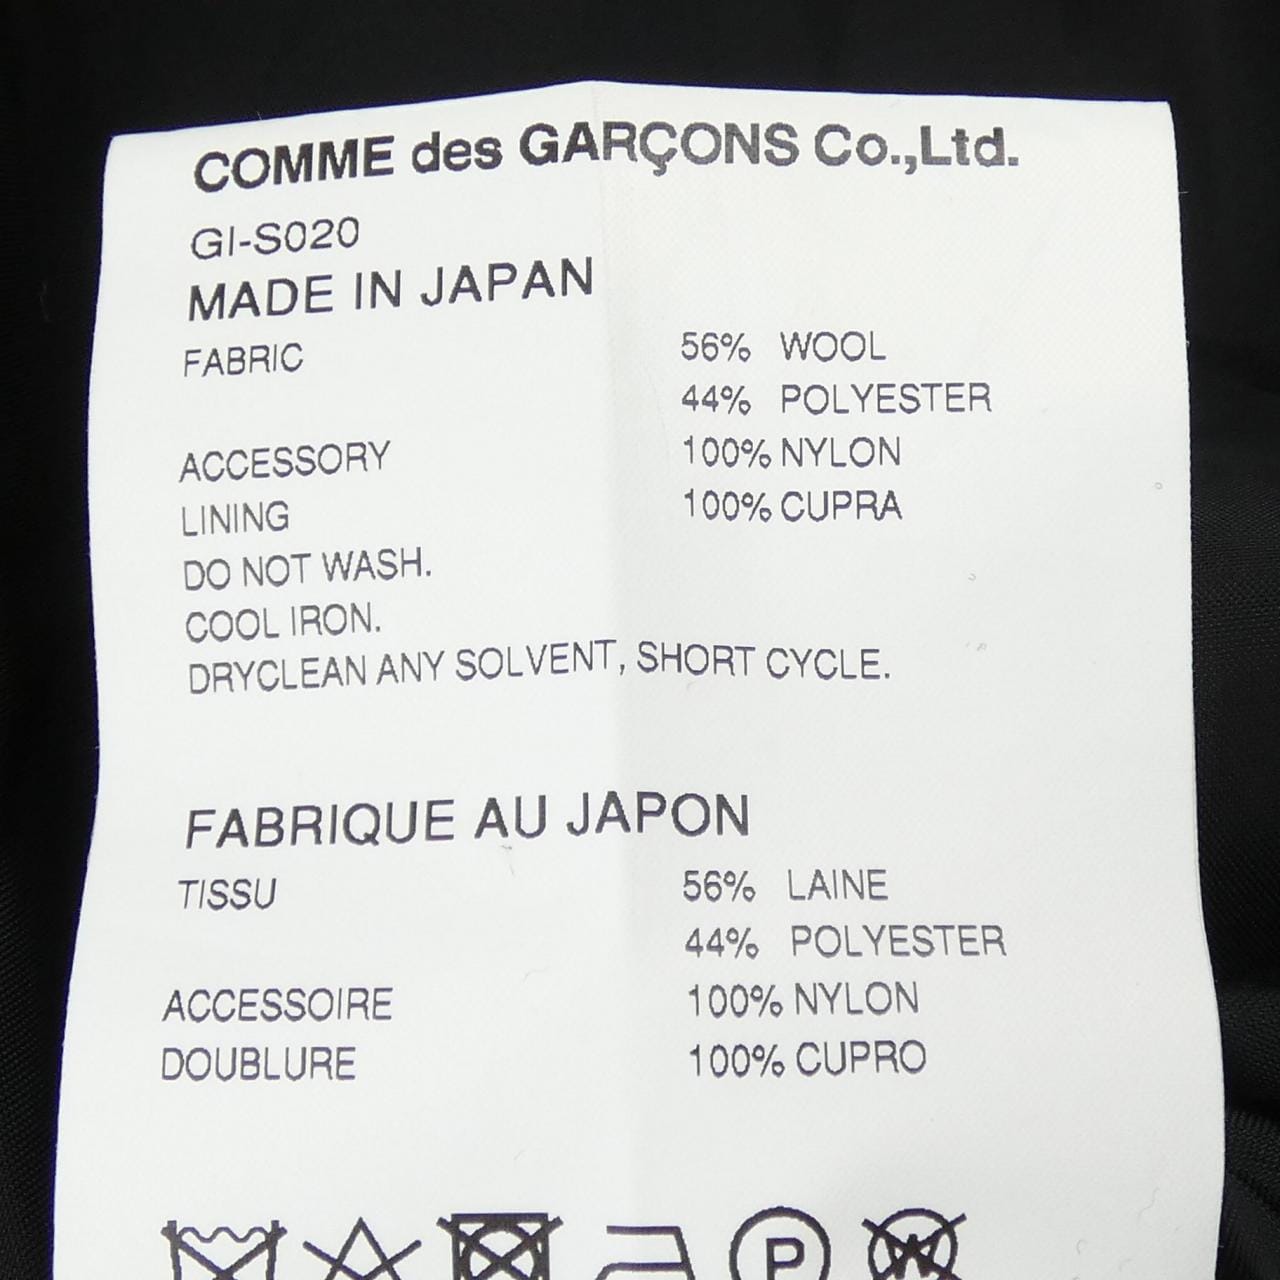 COMME des GARÇONS Co.,Ltd.
GI-S020
MADE IN JAPAN
FABRIC 56% WOOL
44% POLYESTER
ACCESSORY 100% NYLON
LINING 100% CUPRA
DO NOT WASH.
COOL IRON.
DRYCLEAN ANY SOLVENT, SHORT CYCLE.
FABRIQUE AU JAPON
TISSU 56% LAINE
44% POLYESTER
ACCESSOIRE 100% NYLON
DOUBLURE 100% CUPRO
P W